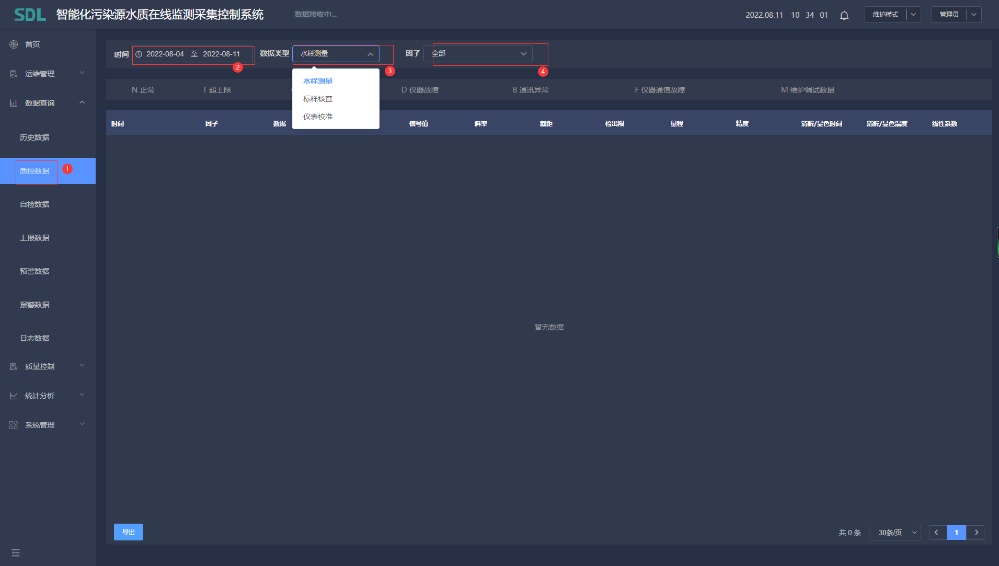 SDL 智能化污染源水质在线监测采集控制系统 数据接收中... 2022.08.11 10 34 01 维护模式 管理员
首页
运维管理
数据查询
历史数据
质控数据 1
自检数据
上报数据
预警数据
报警数据
日志数据
质量控制
统计分析
系统管理
时间 2022-08-04 至 2022-08-11 数据类型 水样测量 因子 全部
2 3 4
水样测量
标样核查
仪表校准
N 正常 T 超上限 D 仪器故障 B 通讯异常 F 仪器通信故障 M 维护调试数据
时间 因子 数据 信号值 斜率 截距 检出限 量程 精度 消解/显色时间 消解/显色温度 线性系数
暂无数据
导出 共 0 条 30条/页 1